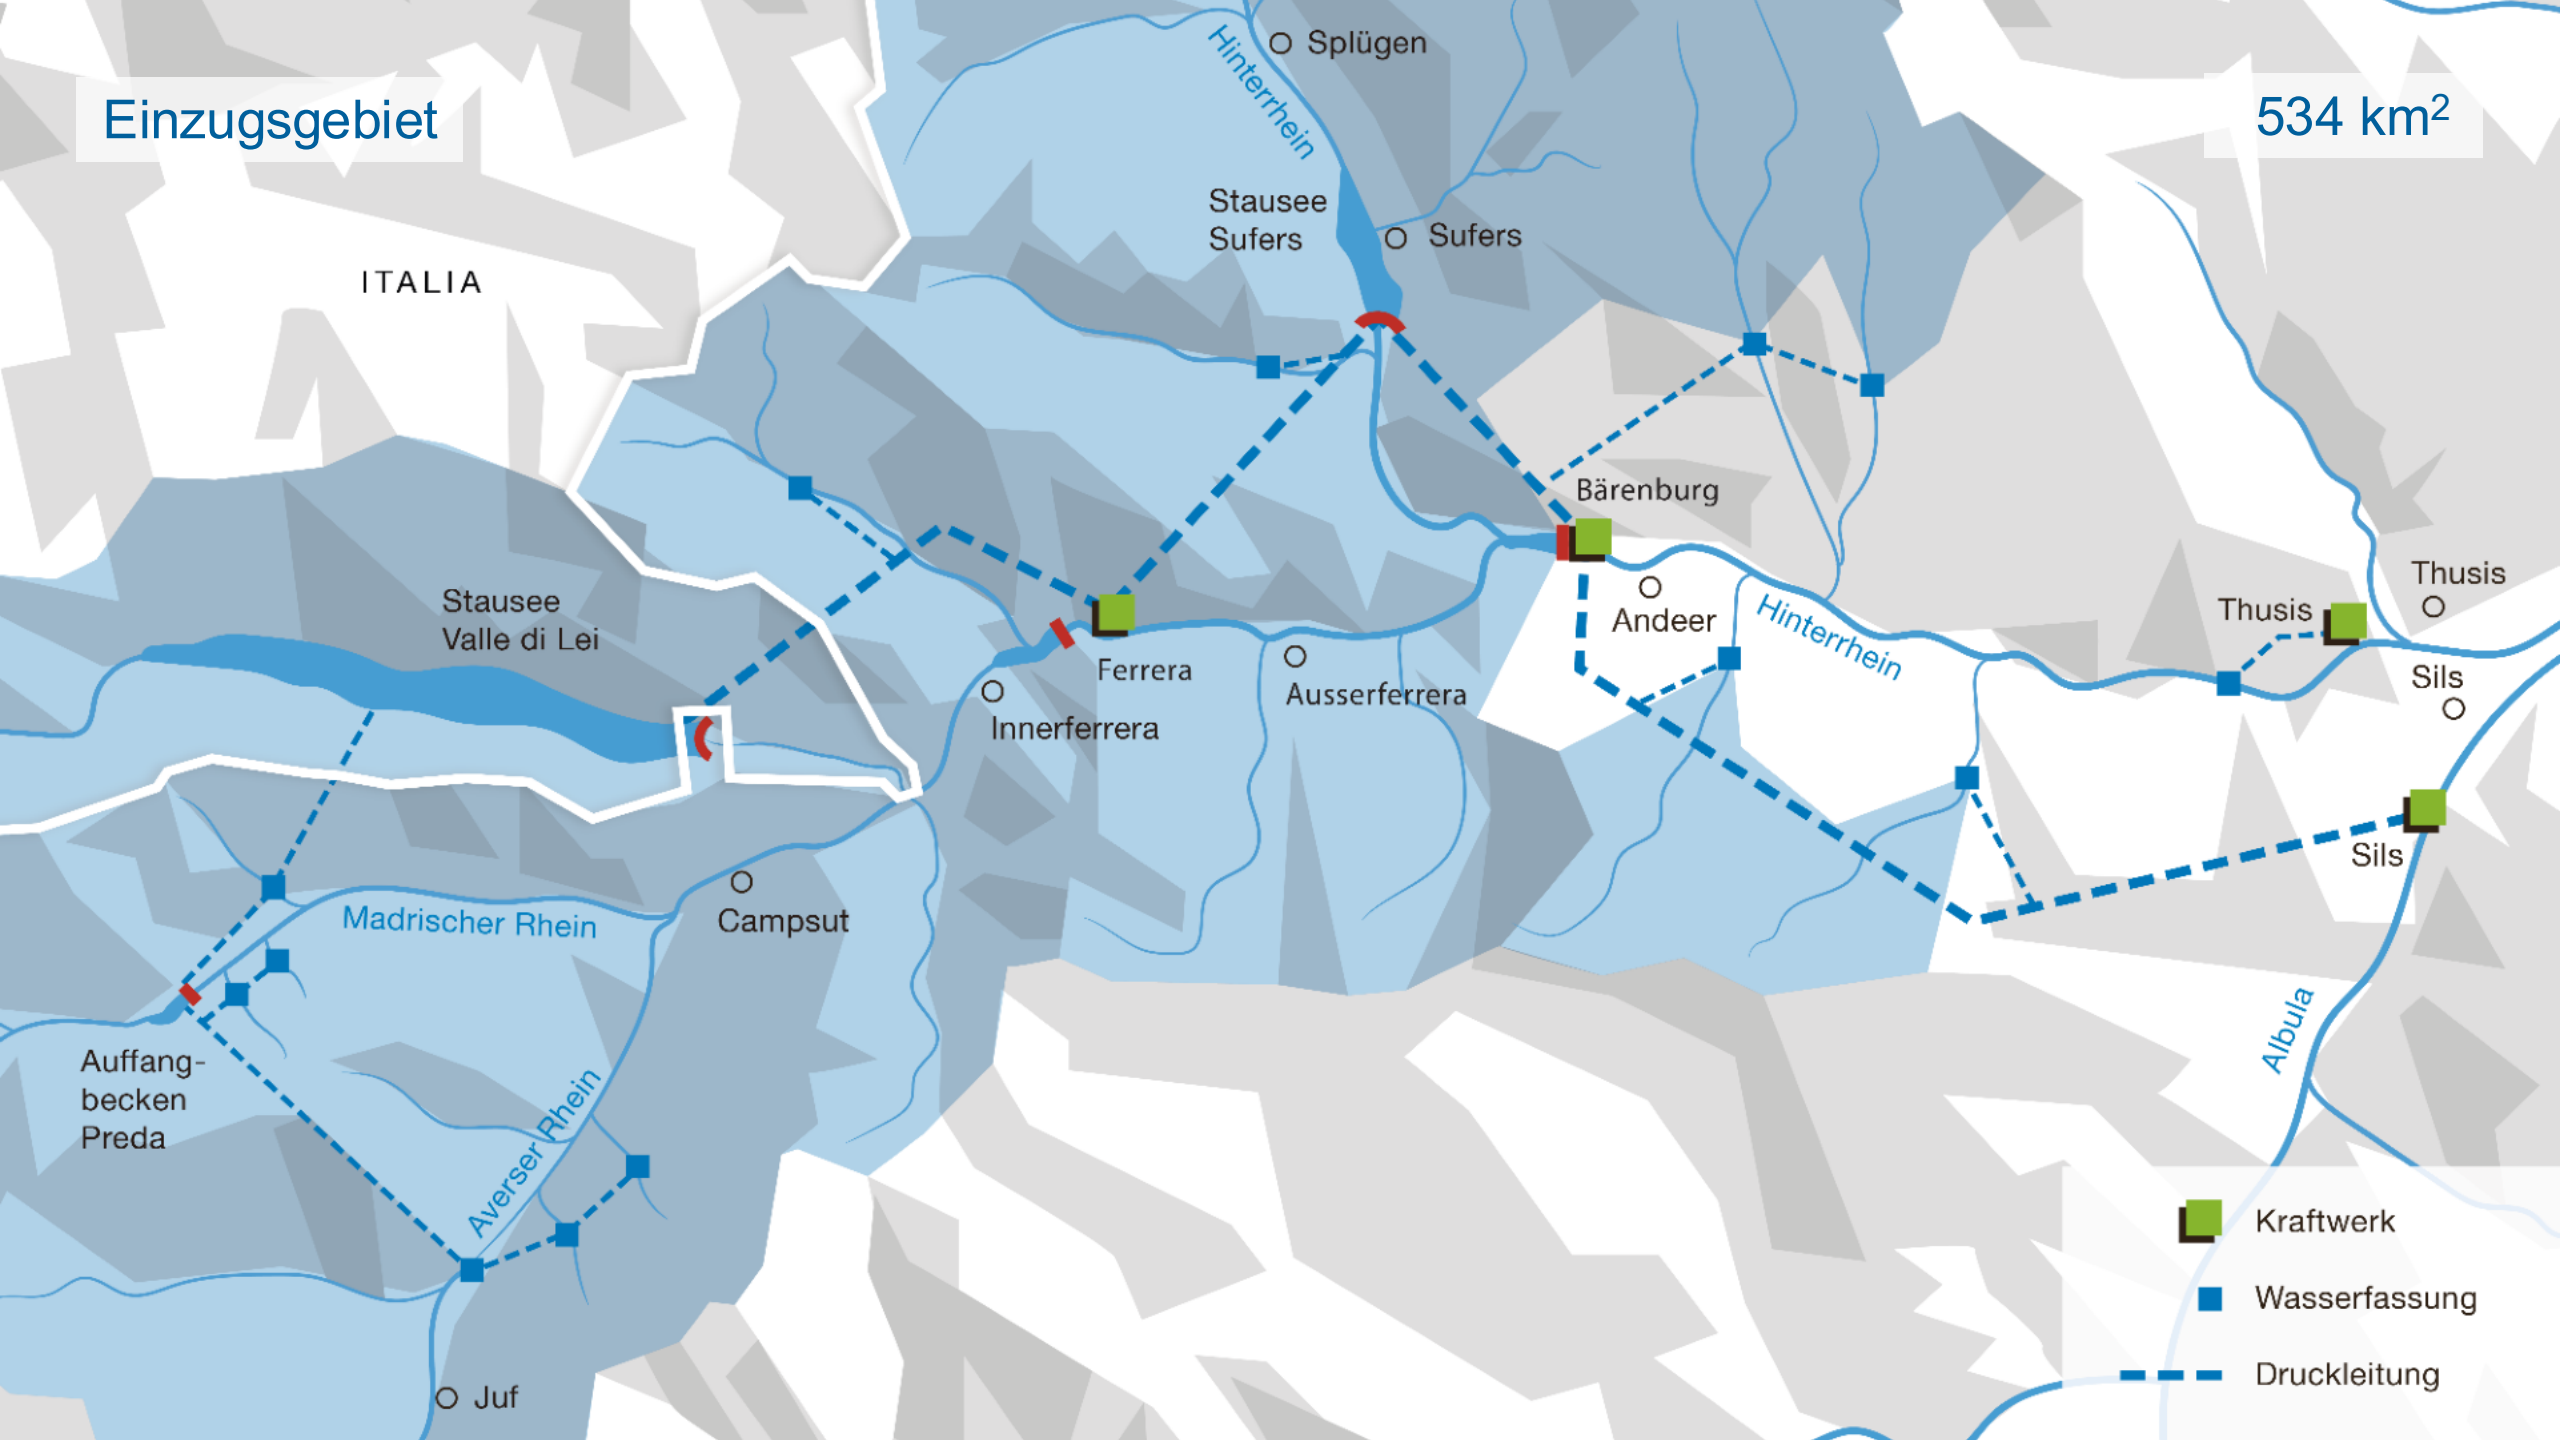 Einzugsgebiet
534 km²
Splügen
Hinterrhein
Stausee
Sufers
Sufers
ITALIA
Bärenburg
Stausee
Valle di Lei
Andeer
Hinterrhein
Thusis
Thusis
Ferrera
Ausserferrera
Innerferrera
Sils
Sils
Campsut
Madrischer Rhein
Auffang-
becken
Preda
Averser Rhein
Albula
Juf
Kraftwerk
Wasserfassung
Druckleitung